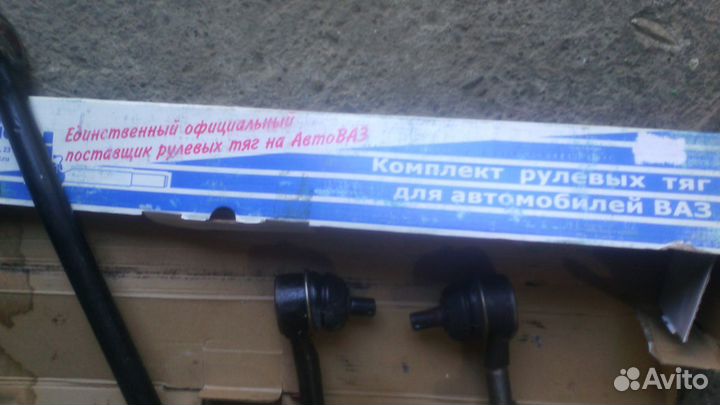 Единственный официальный
поставщик рулевых тяг на АвтоВАЗ
Комплект рулевых тяг
для автомобилей ВАЗ
Avito